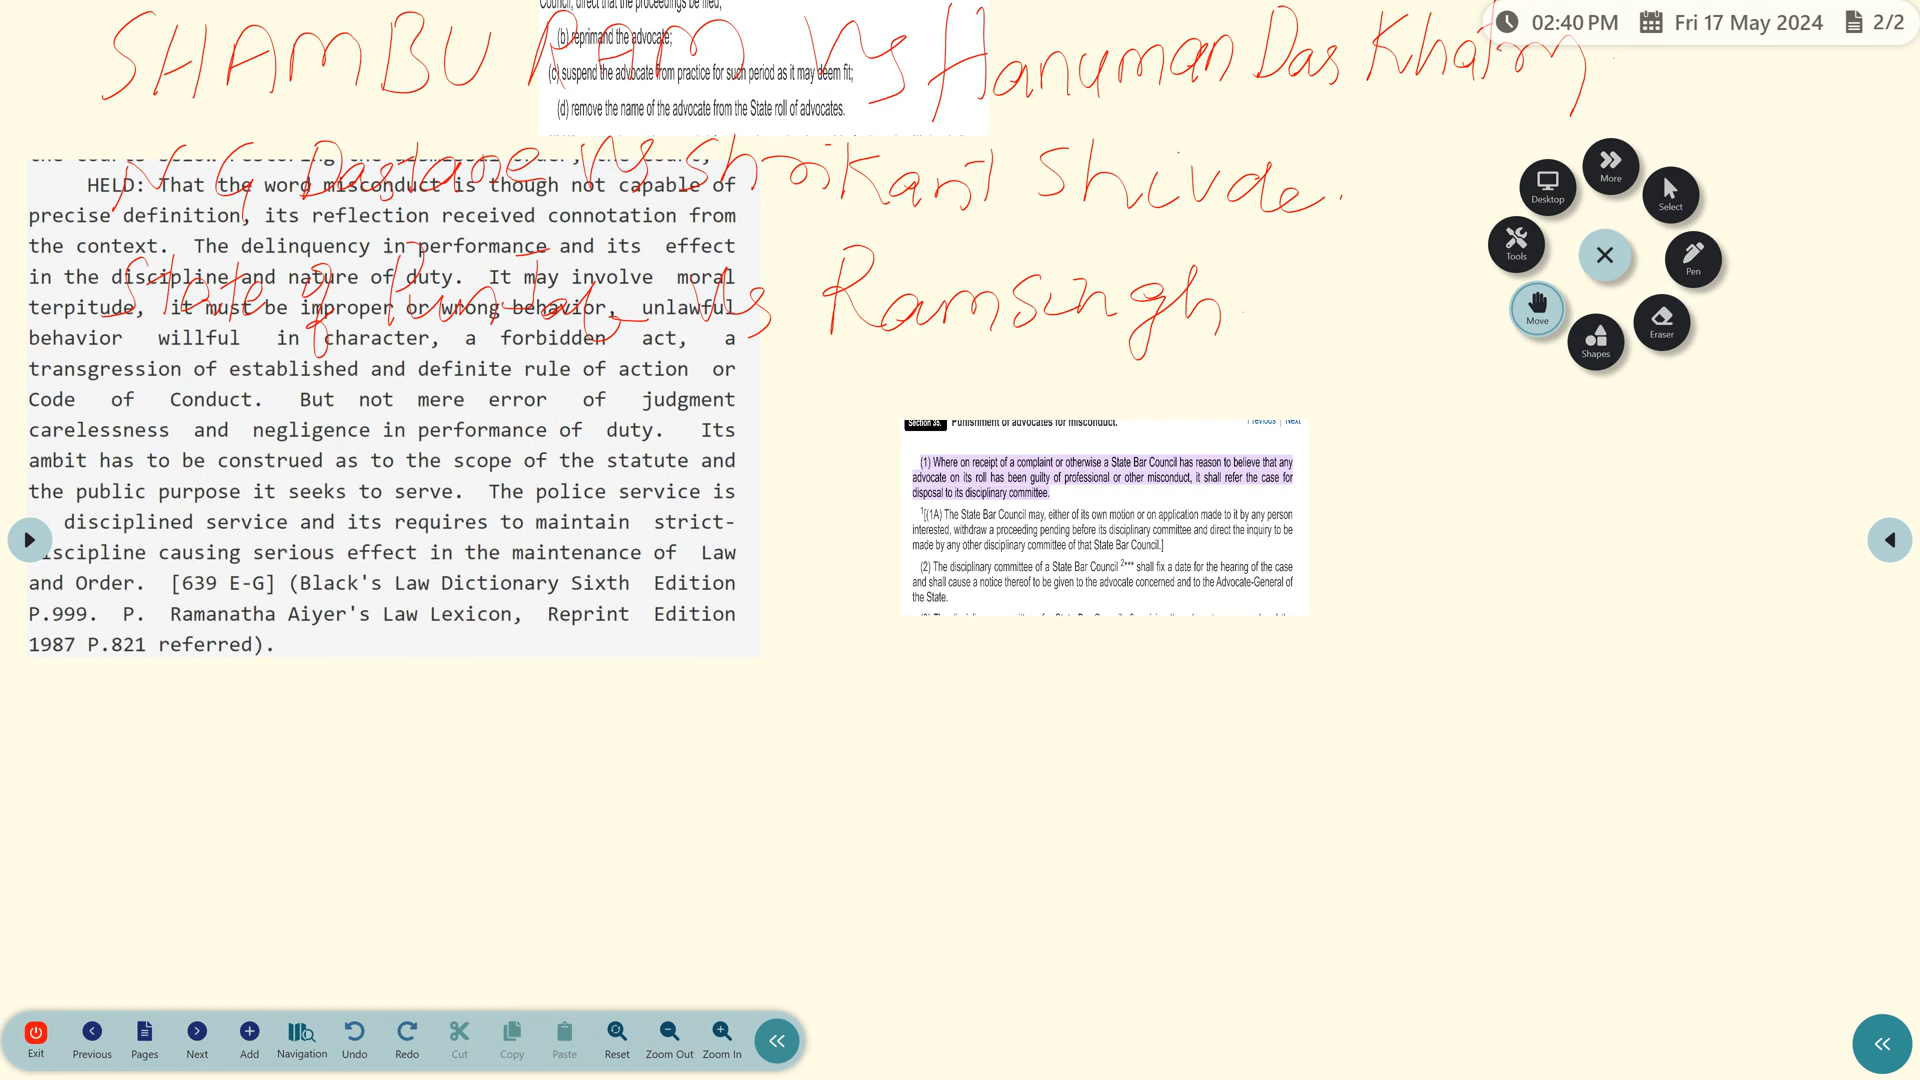 02:40 PM Fri 17 May 2024 2/2
Council, direct that the proceedings be filed;
(b) reprimand the advocate;
(c) suspend the advocate from practice for such period as it may deem fit;
(d) remove the name of the advocate from the State roll of advocates.
SHAMBU RAM Vs Hanuman Das Khatry
N G Dastane Vs Shrikant Shivde.
State of Punjab Vs Ramsingh
HELD: That the word misconduct is though not capable of
precise definition, its reflection received connotation from
the context. The delinquency in performance and its effect
in the discipline and nature of duty. It may involve moral
terpitude, it must be improper or wrong behavior, unlawful
behavior willful in character, a forbidden act, a
transgression of established and definite rule of action or
Code of Conduct. But not mere error of judgment
carelessness and negligence in performance of duty. Its
ambit has to be construed as to the scope of the statute and
the public purpose it seeks to serve. The police service is
disciplined service and its requires to maintain strict-
iscipline causing serious effect in the maintenance of Law
and Order. [639 E-G] (Black's Law Dictionary Sixth Edition
P.999. P. Ramanatha Aiyer's Law Lexicon, Reprint Edition
1987 P.821 referred).
Section 35. Punishment of advocates for misconduct. Previous | Next
(1) Where on receipt of a complaint or otherwise a State Bar Council has reason to believe that any
advocate on its roll has been guilty of professional or other misconduct, it shall refer the case for
disposal to its disciplinary committee.
1[(1A) The State Bar Council may, either of its own motion or on application made to it by any person
interested, withdraw a proceeding pending before its disciplinary committee and direct the inquiry to be
made by any other disciplinary committee of that State Bar Council.]
(2) The disciplinary committee of a State Bar Council 2*** shall fix a date for the hearing of the case
and shall cause a notice thereof to be given to the advocate concerned and to the Advocate-General of
the State.
More
Desktop
Select
Tools
Pen
Move
Eraser
Shapes
Exit Previous Pages Next Add Navigation Undo Redo Cut Copy Paste Reset Zoom Out Zoom In